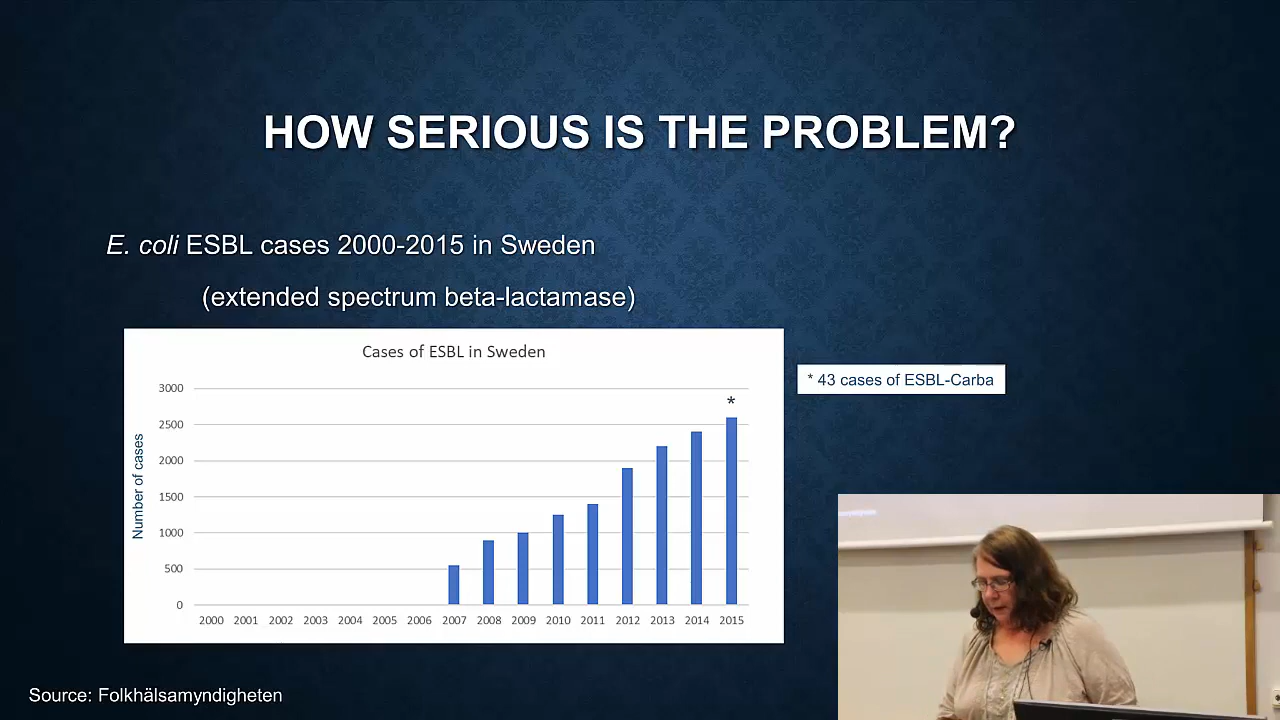 HOW SERIOUS IS THE PROBLEM?
E. coli ESBL cases 2000-2015 in Sweden
(extended spectrum beta-lactamase)
Cases of ESBL in Sweden
* 43 cases of ESBL-Carba
Number of cases
3000
2500
2000
1500
1000
500
0
*
2000 2001 2002 2003 2004 2005 2006 2007 2008 2009 2010 2011 2012 2013 2014 2015
Source: Folkhälsamyndigheten